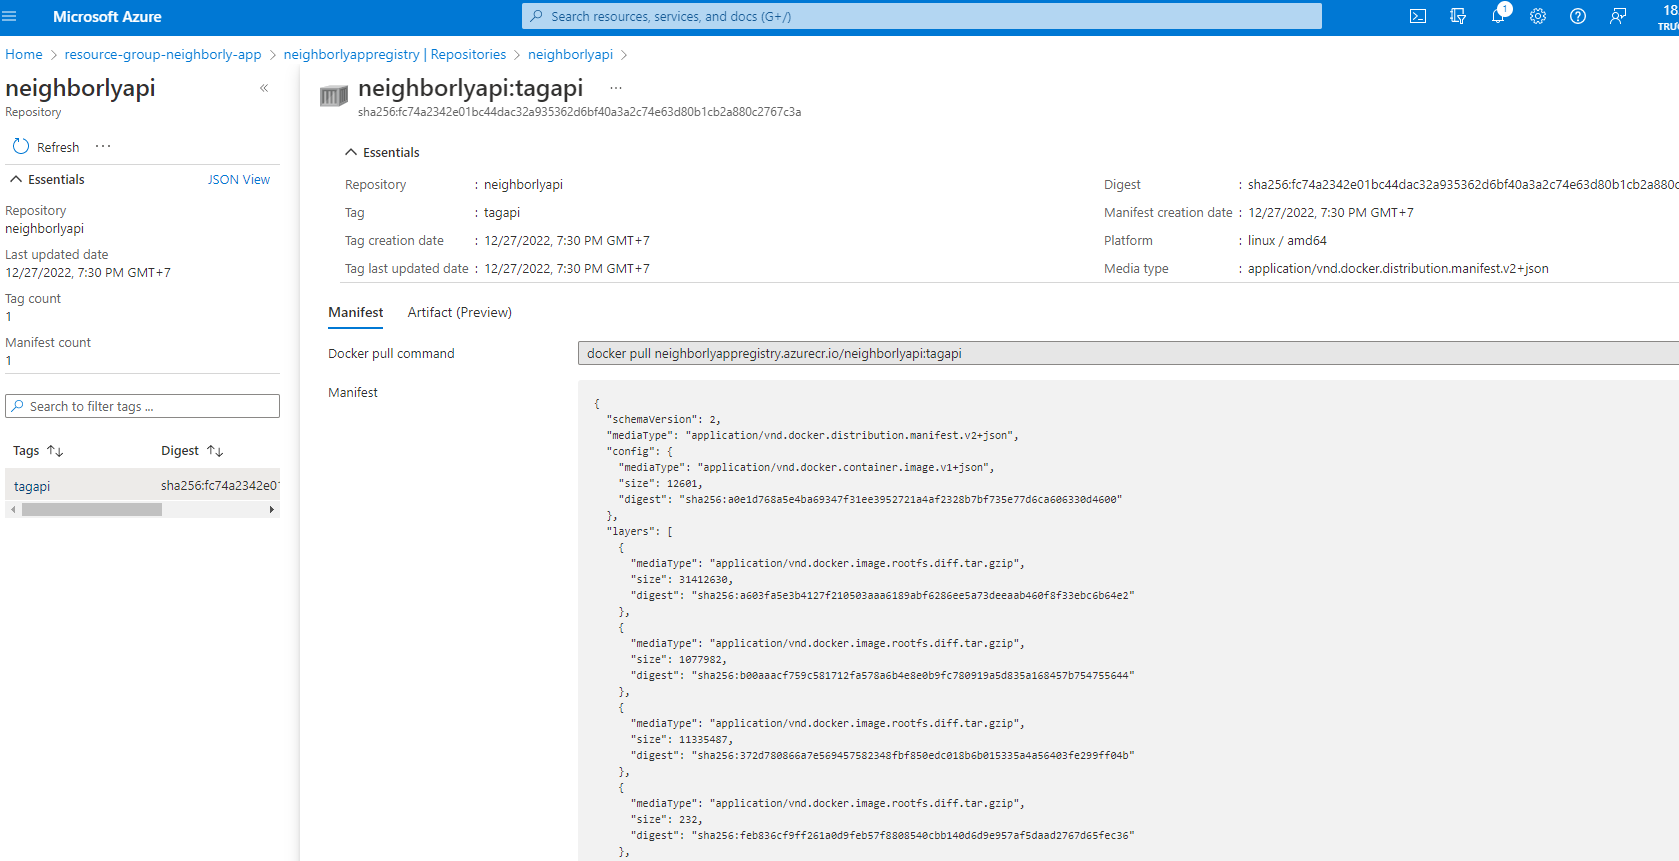 Microsoft Azure
Search resources, services, and docs (G+/)
1
18
TRƯ
Home > resource-group-neighborly-app > neighborlyappregistry | Repositories > neighborlyapi >
neighborlyapi
«
Repository
Refresh ...
Essentials
JSON View
Repository
neighborlyapi
Last updated date
12/27/2022, 7:30 PM GMT+7
Tag count
1
Manifest count
1
Search to filter tags ...
Tags ↑↓ Digest ↑↓
tagapi sha256:fc74a2342e01
neighborlyapi:tagapi ...
sha256:fc74a2342e01bc44dac32a935362d6bf40a3a2c74e63d80b1cb2a880c2767c3a
Essentials
Repository : neighborlyapi
Tag : tagapi
Tag creation date : 12/27/2022, 7:30 PM GMT+7
Tag last updated date : 12/27/2022, 7:30 PM GMT+7
Digest : sha256:fc74a2342e01bc44dac32a935362d6bf40a3a2c74e63d80b1cb2a880c
Manifest creation date : 12/27/2022, 7:30 PM GMT+7
Platform : linux / amd64
Media type : application/vnd.docker.distribution.manifest.v2+json
Manifest Artifact (Preview)
Docker pull command
docker pull neighborlyappregistry.azurecr.io/neighborlyapi:tagapi
Manifest
{
"schemaVersion": 2,
"mediaType": "application/vnd.docker.distribution.manifest.v2+json",
"config": {
"mediaType": "application/vnd.docker.container.image.v1+json",
"size": 12601,
"digest": "sha256:a0e1d768a5e4ba69347f31ee3952721a4af2328b7bf735e77d6ca606330d4600"
},
"layers": [
{
"mediaType": "application/vnd.docker.image.rootfs.diff.tar.gzip",
"size": 31412630,
"digest": "sha256:a603fa5e3b4127f210503aaa6189abf6286ee5a73deeaab460f8f33ebc6b64e2"
},
{
"mediaType": "application/vnd.docker.image.rootfs.diff.tar.gzip",
"size": 1077982,
"digest": "sha256:b00aaacf759c581712fa578a6b4e8e0b9fc780919a5d835a168457b754755644"
},
{
"mediaType": "application/vnd.docker.image.rootfs.diff.tar.gzip",
"size": 11335487,
"digest": "sha256:372d780866a7e569457582348fbf850edc018b6b015335a4a56403fe299ff04b"
},
{
"mediaType": "application/vnd.docker.image.rootfs.diff.tar.gzip",
"size": 232,
"digest": "sha256:feb836cf9ff261a0d9feb57f8808540cbb140d6d9e957af5daad2767d65fec36"
},